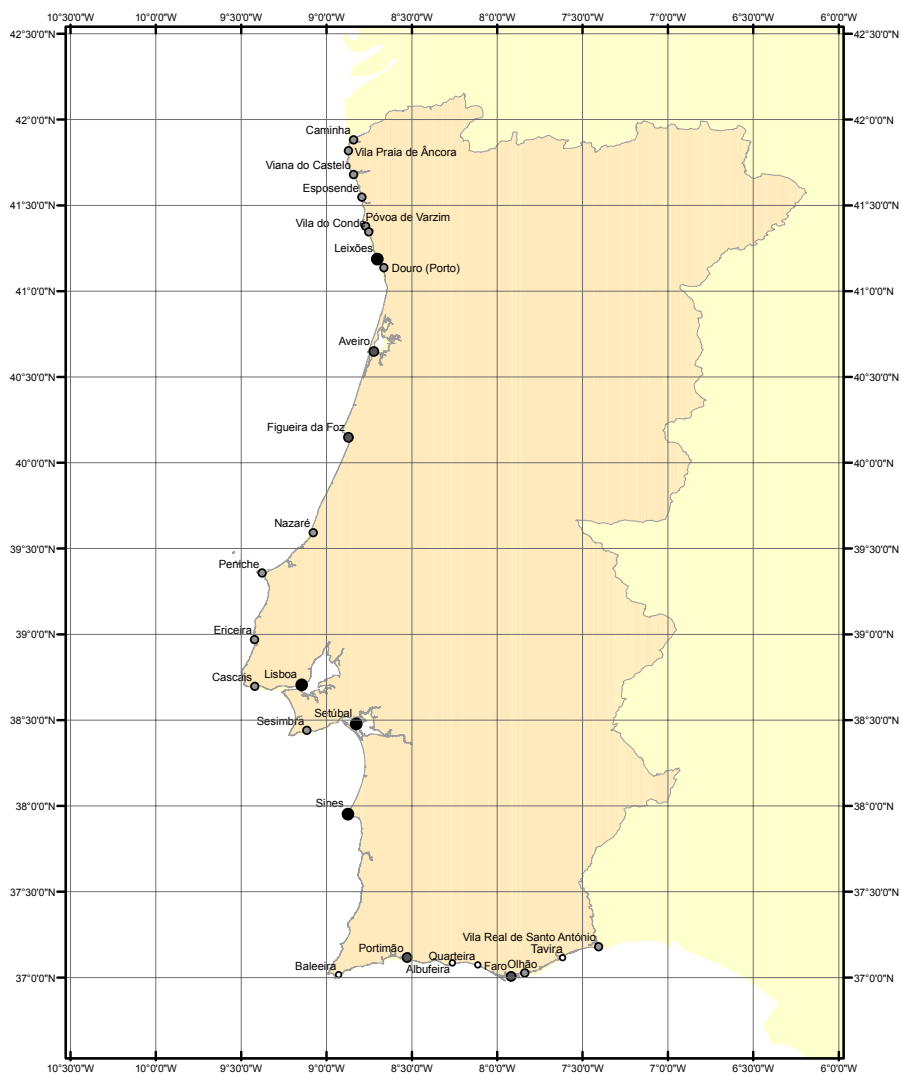 10°30'0"W 10°0'0"W 9°30'0"W 9°0'0"W 8°30'0"W 8°0'0"W 7°30'0"W 7°0'0"W 6°30'0"W 6°0'0"W
42°30'0"N 42°30'0"N
42°0'0"N 42°0'0"N
Caminha
Vila Praia de Âncora
Viana do Castelo
Esposende
41°30'0"N 41°30'0"N
Póvoa de Varzim
Vila do Conde
Leixões
Douro (Porto)
41°0'0"N 41°0'0"N
Aveiro
40°30'0"N 40°30'0"N
Figueira da Foz
40°0'0"N 40°0'0"N
Nazaré
39°30'0"N 39°30'0"N
Peniche
Ericeira
39°0'0"N 39°0'0"N
Lisboa
Cascais
Setúbal
Sesimbra
38°30'0"N 38°30'0"N
Sines
38°0'0"N 38°0'0"N
37°30'0"N 37°30'0"N
Vila Real de Santo António
Portimão
Tavira
Quarteira
Baleeira
Albufeira
Faro
Olhão
37°0'0"N 37°0'0"N
10°30'0"W 10°0'0"W 9°30'0"W 9°0'0"W 8°30'0"W 8°0'0"W 7°30'0"W 7°0'0"W 6°30'0"W 6°0'0"W